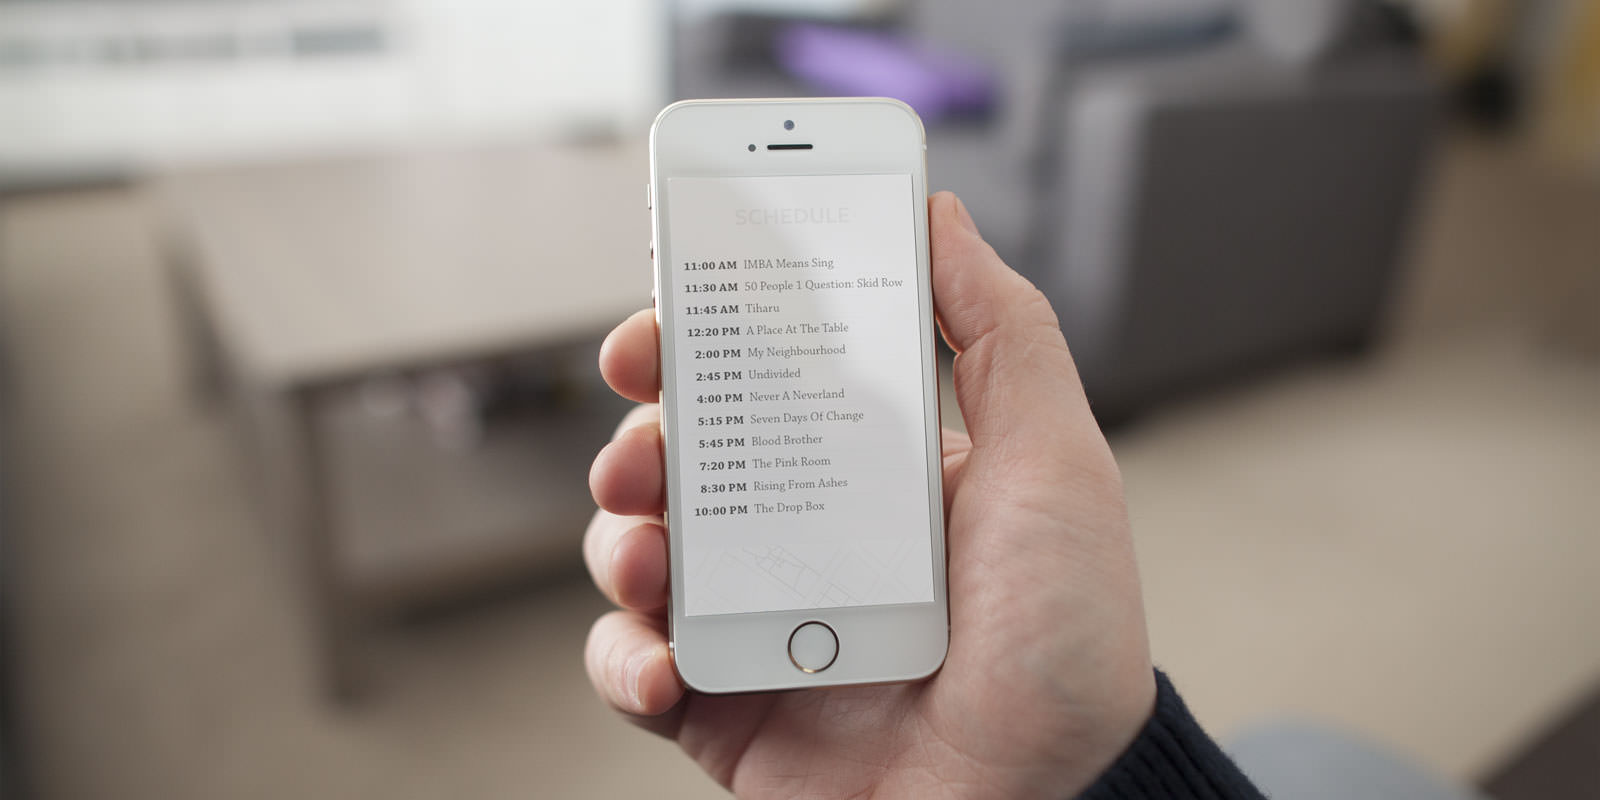 SCHEDULE
11:00 AM IMBA Means Sing
11:30 AM 50 People 1 Question: Skid Row
11:45 AM Tiharu
12:20 PM A Place At The Table
2:00 PM My Neighbourhood
2:45 PM Undivided
4:00 PM Never A Neverland
5:15 PM Seven Days Of Change
5:45 PM Blood Brother
7:20 PM The Pink Room
8:30 PM Rising From Ashes
10:00 PM The Drop Box